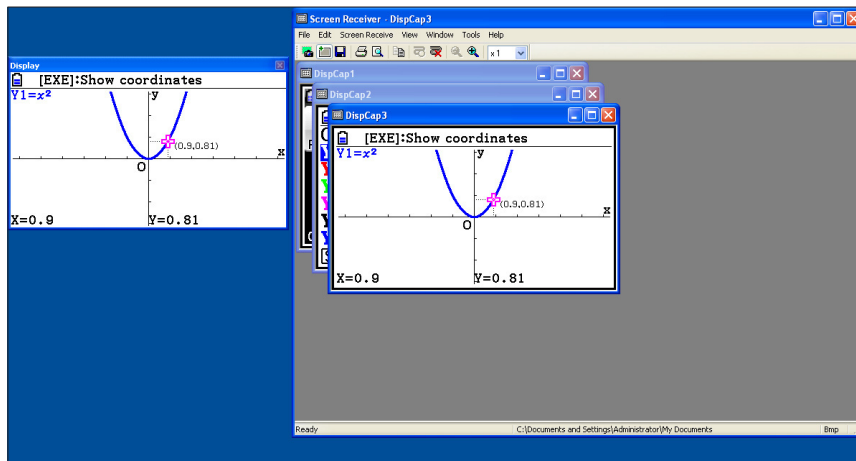 Screen Receiver - DispCap3
File Edit Screen Receive View Window Tools Help
x 1
Display
[EXE]:Show coordinates
Y1=x²
y
(0.9,0.81)
x
O
X=0.9 Y=0.81
DispCap1
DispCap2
DispCap3
[EXE]:Show coordinates
Y1=x²
y
(0.9,0.81)
x
O
X=0.9 Y=0.81
Ready C:\Documents and Settings\Administrator\My Documents Bmp